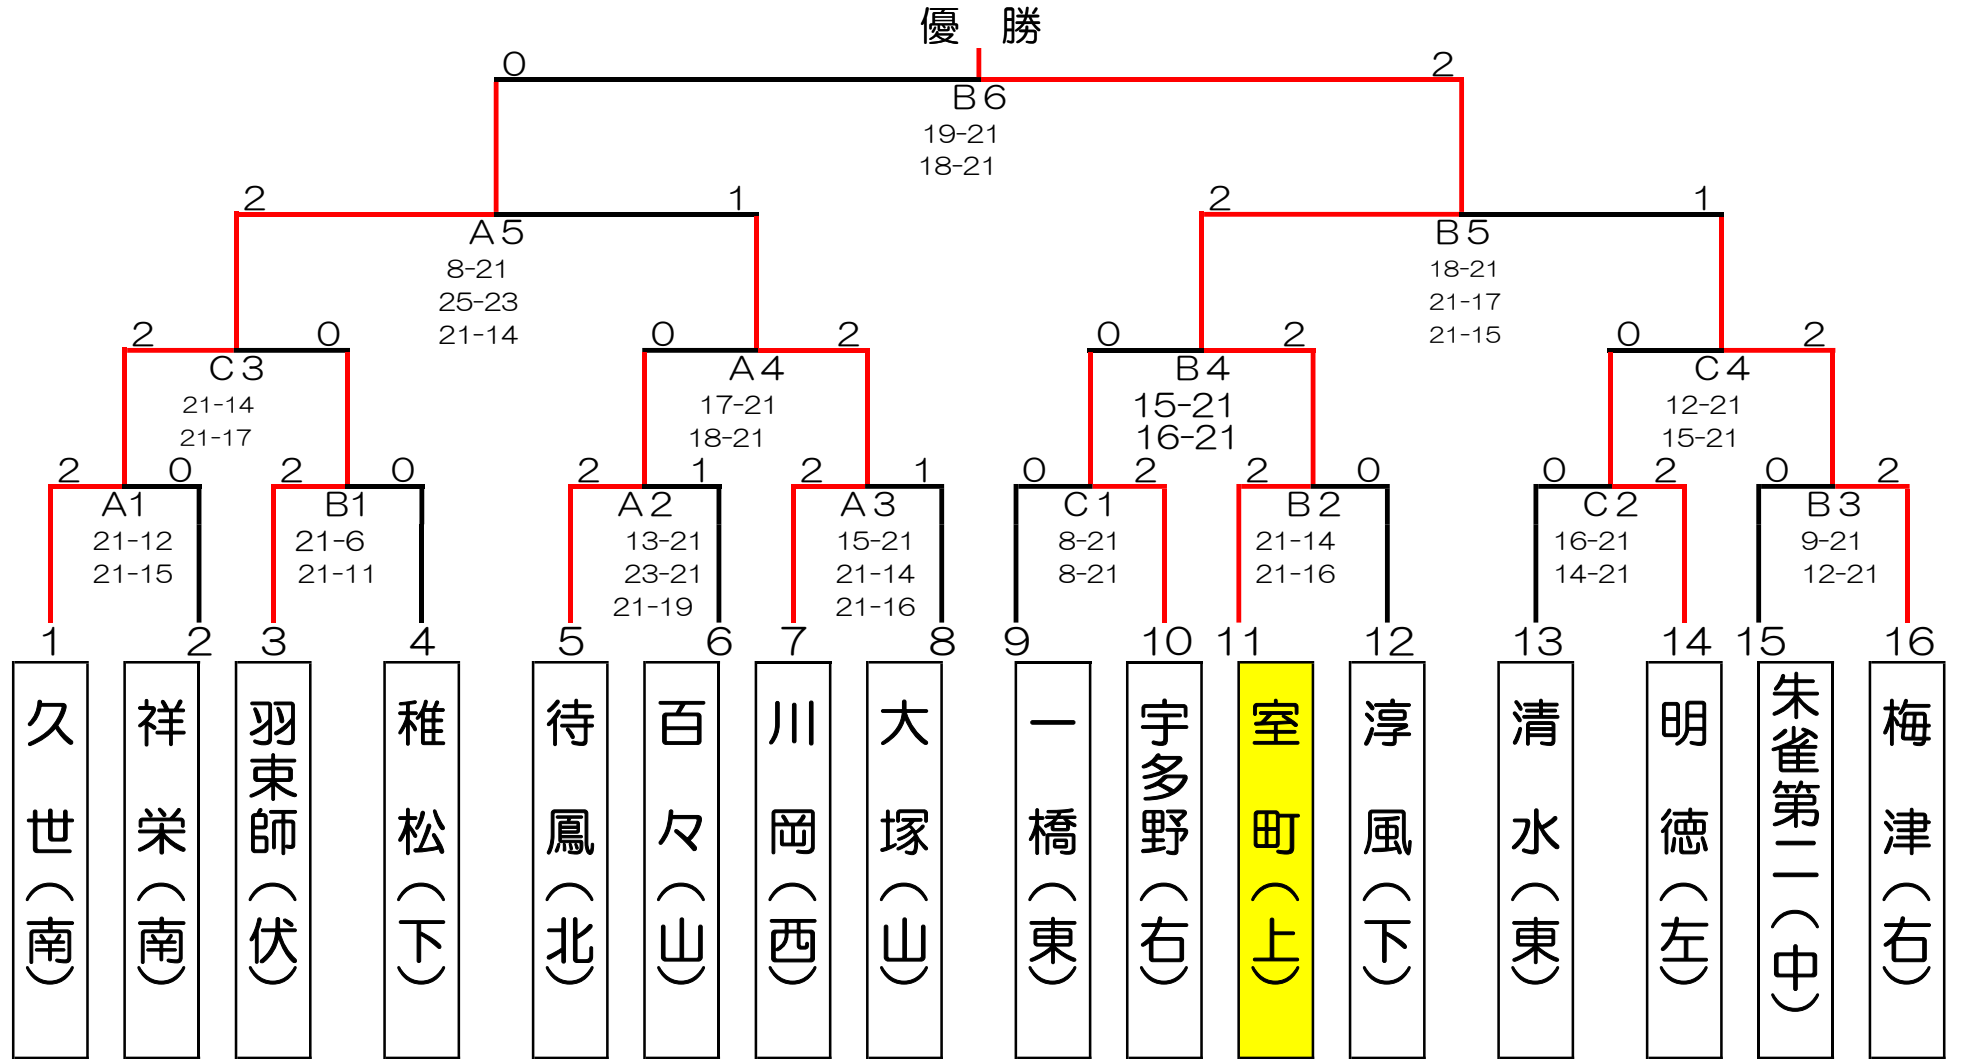 優 勝
0 2
B6
19-21
18-21
2 1 2 1
A5 B5
8-21 18-21
25-23 21-17
21-14 21-15
2 0 0 2 0 2 0 2
C3 A4 B4 C4
21-14 17-21 15-21 12-21
21-17 18-21 16-21 15-21
2 0 2 0 2 1 2 1 0 2 2 0 0 2 0 2
A1 B1 A2 A3 C1 B2 C2 B3
21-12 21-6 13-21 15-21 8-21 21-14 16-21 9-21
21-15 21-11 23-21 21-14 8-21 21-16 14-21 12-21
21-19 21-16
1 2 3 4 5 6 7 8 9 10 11 12 13 14 15 16
久世(南)
祥栄(南)
羽束師(伏)
稚松(下)
待鳳(北)
百々(山)
川岡(西)
大塚(山)
一橋(東)
宇多野(右)
室町(上)
淳風(下)
清水(東)
明徳(左)
朱雀第二(中)
梅津(右)